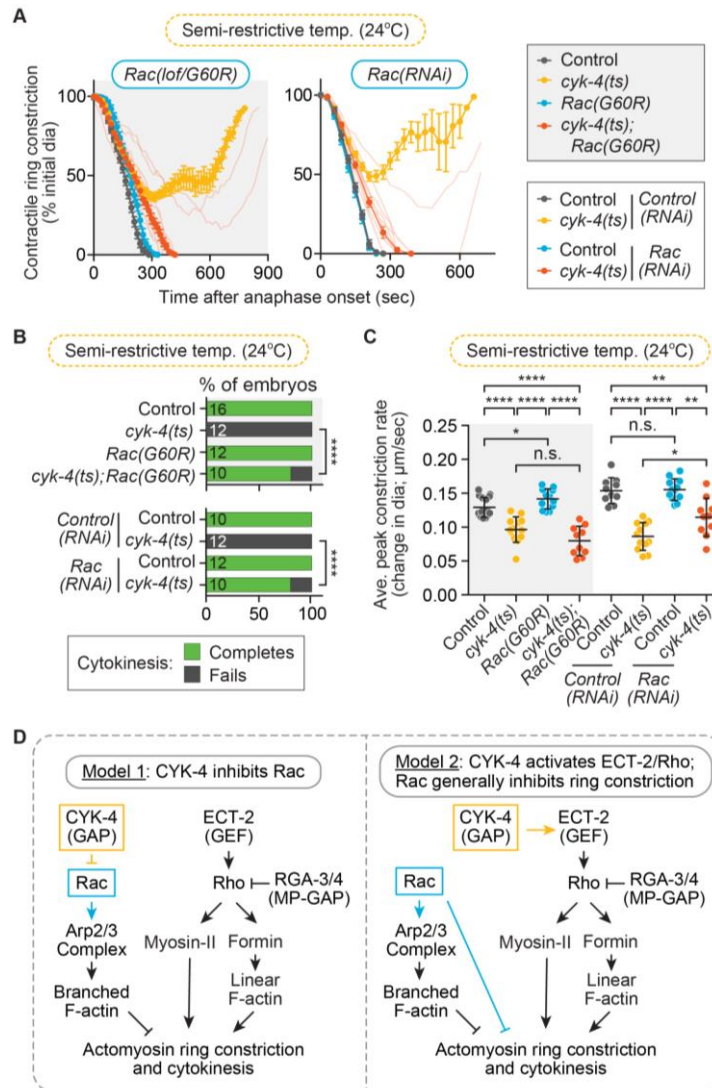 A
Semi-restrictive temp. (24°C)
Rac(lof/G60R)
Rac(RNAi)
Contractile ring constriction
(% initial dia)
100
50
0
0 300 600 900
100
50
0
0 300 600
Time after anaphase onset (sec)
Control
cyk-4(ts)
Rac(G60R)
cyk-4(ts);
Rac(G60R)
Control
cyk-4(ts)
Control
(RNAi)
Control
cyk-4(ts)
Rac
(RNAi)
B
Semi-restrictive temp. (24°C)
% of embryos
Control 16
cyk-4(ts) 12
Rac(G60R) 12
cyk-4(ts);Rac(G60R) 10
****
Control
(RNAi)
Control 10
cyk-4(ts) 12
Rac
(RNAi)
Control 12
cyk-4(ts) 10
****
0 50 100
Cytokinesis:
Completes
Fails
C
Semi-restrictive temp. (24°C)
**** **
**** **** **** **** **** **
* n.s.
n.s. *
Ave. peak constriction rate
(change in dia; µm/sec)
0.25
0.20
0.15
0.10
0.05
0.00
Control
cyk-4(ts)
Rac(G60R)
cyk-4(ts);
Rac(G60R)
Control
cyk-4(ts)
Control
cyk-4(ts)
Control
(RNAi)
Rac
(RNAi)
D
Model 1: CYK-4 inhibits Rac
CYK-4
(GAP)
ECT-2
(GEF)
Rac
Rho
RGA-3/4
(MP-GAP)
Arp2/3
Complex
Myosin-II
Formin
Branched
F-actin
Linear
F-actin
Actomyosin ring constriction
and cytokinesis
Model 2: CYK-4 activates ECT-2/Rho;
Rac generally inhibits ring constriction
CYK-4
(GAP)
ECT-2
(GEF)
Rac
Rho
RGA-3/4
(MP-GAP)
Arp2/3
Complex
Myosin-II
Formin
Branched
F-actin
Linear
F-actin
Actomyosin ring constriction
and cytokinesis